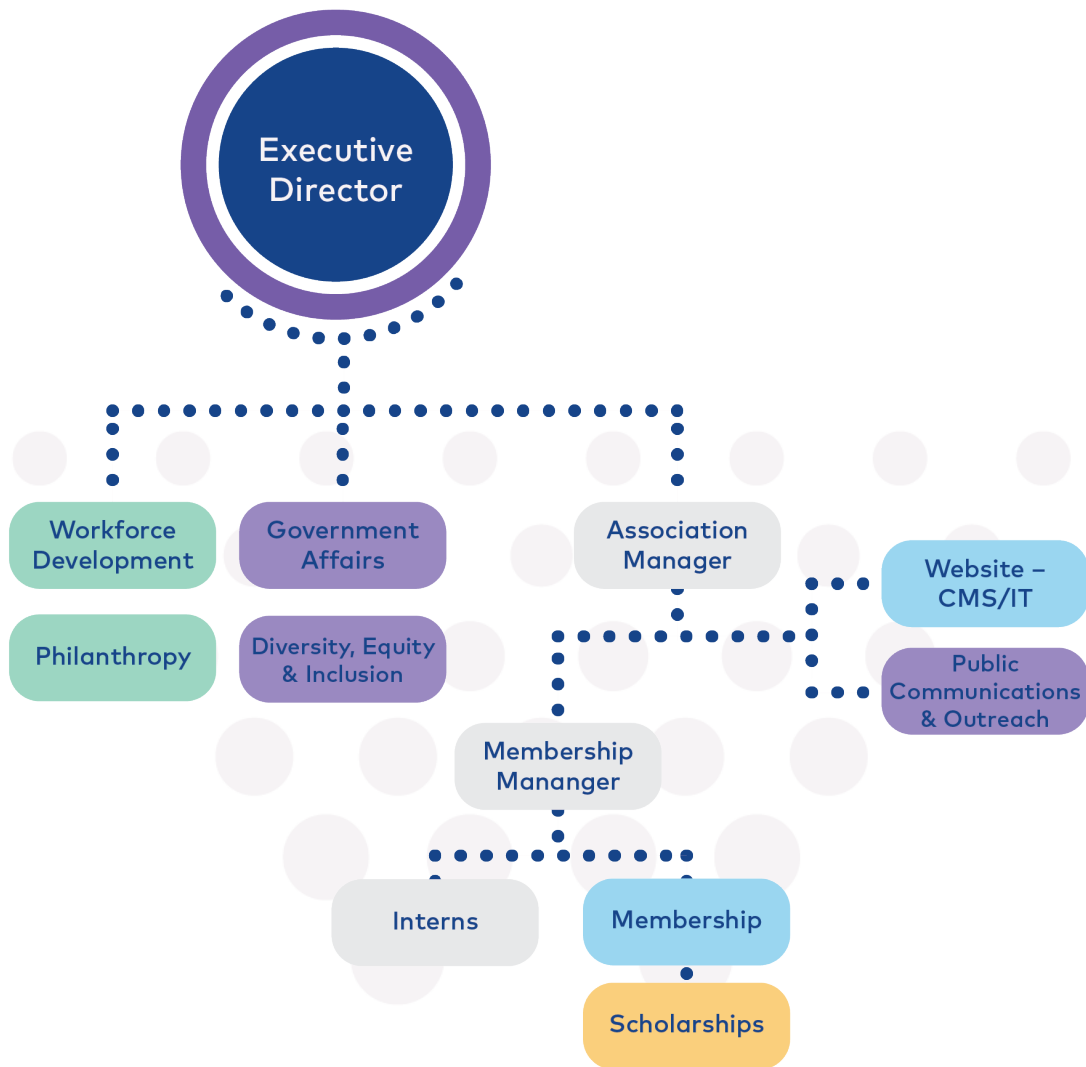 Executive
Director
Workforce
Development
Government
Affairs
Association
Manager
Website –
CMS/IT
Philanthropy
Diversity, Equity
& Inclusion
Public
Communications
& Outreach
Membership
Mananger
Interns
Membership
Scholarships